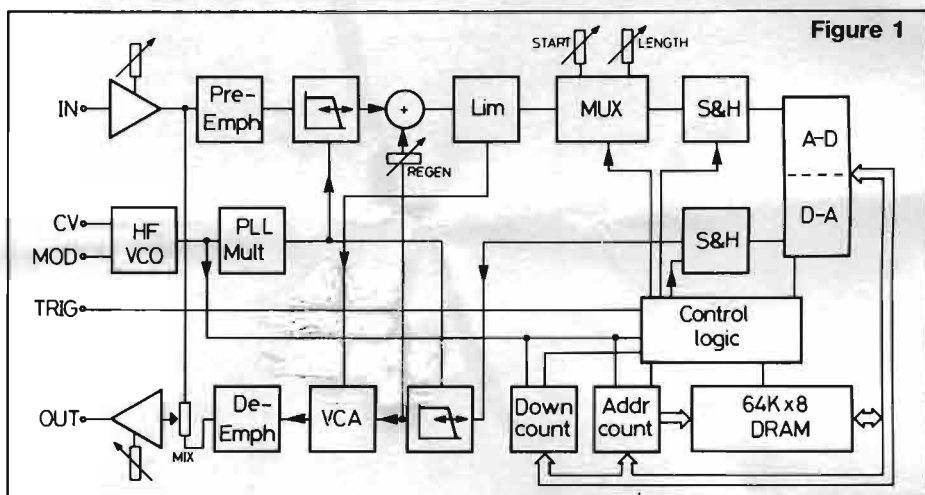 Figure 1
START
LENGTH
IN
Pre-
Emph
+
Lim
MUX
S&H
A-D
D-A
REGEN
CV
MOD
HF
VCO
PLL
Mult
S&H
TRIG
Control
logic
OUT
MIX
De-
Emph
VCA
Down
count
Addr
count
64K x 8
DRAM